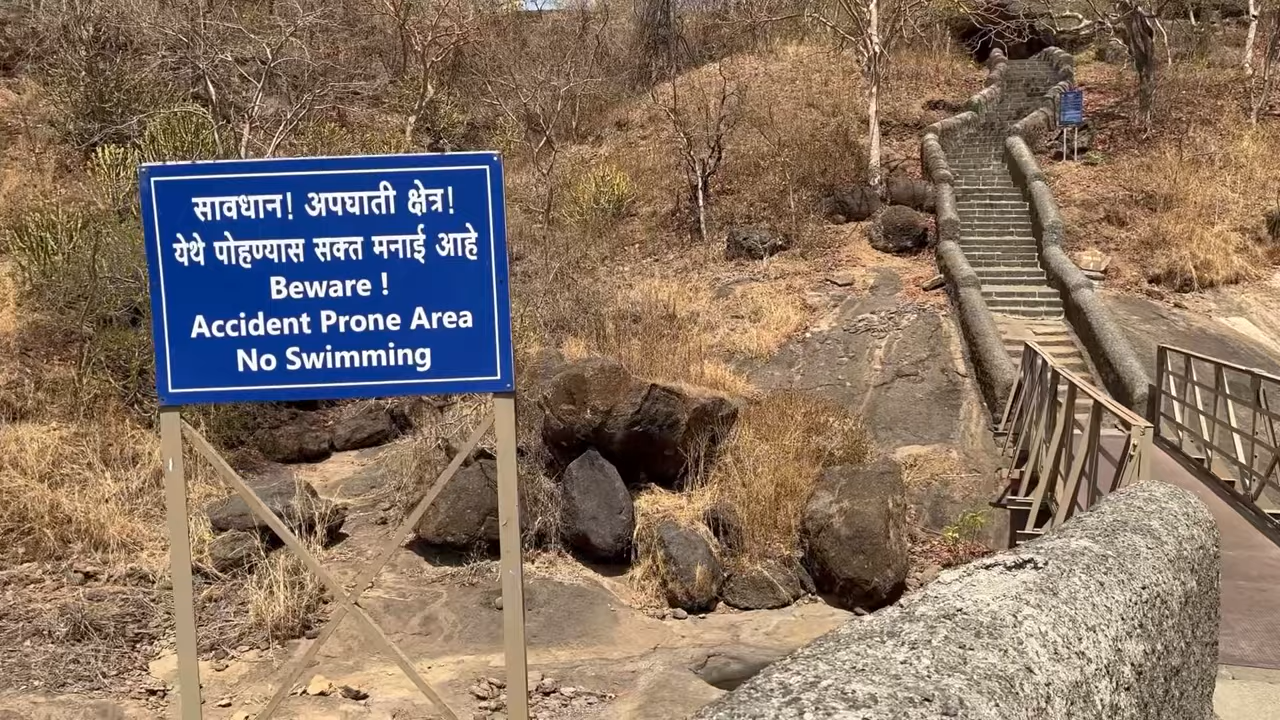 सावधान! अपघाती क्षेत्र!
येथे पोहण्यास सक्त मनाई आहे
Beware !
Accident Prone Area
No Swimming